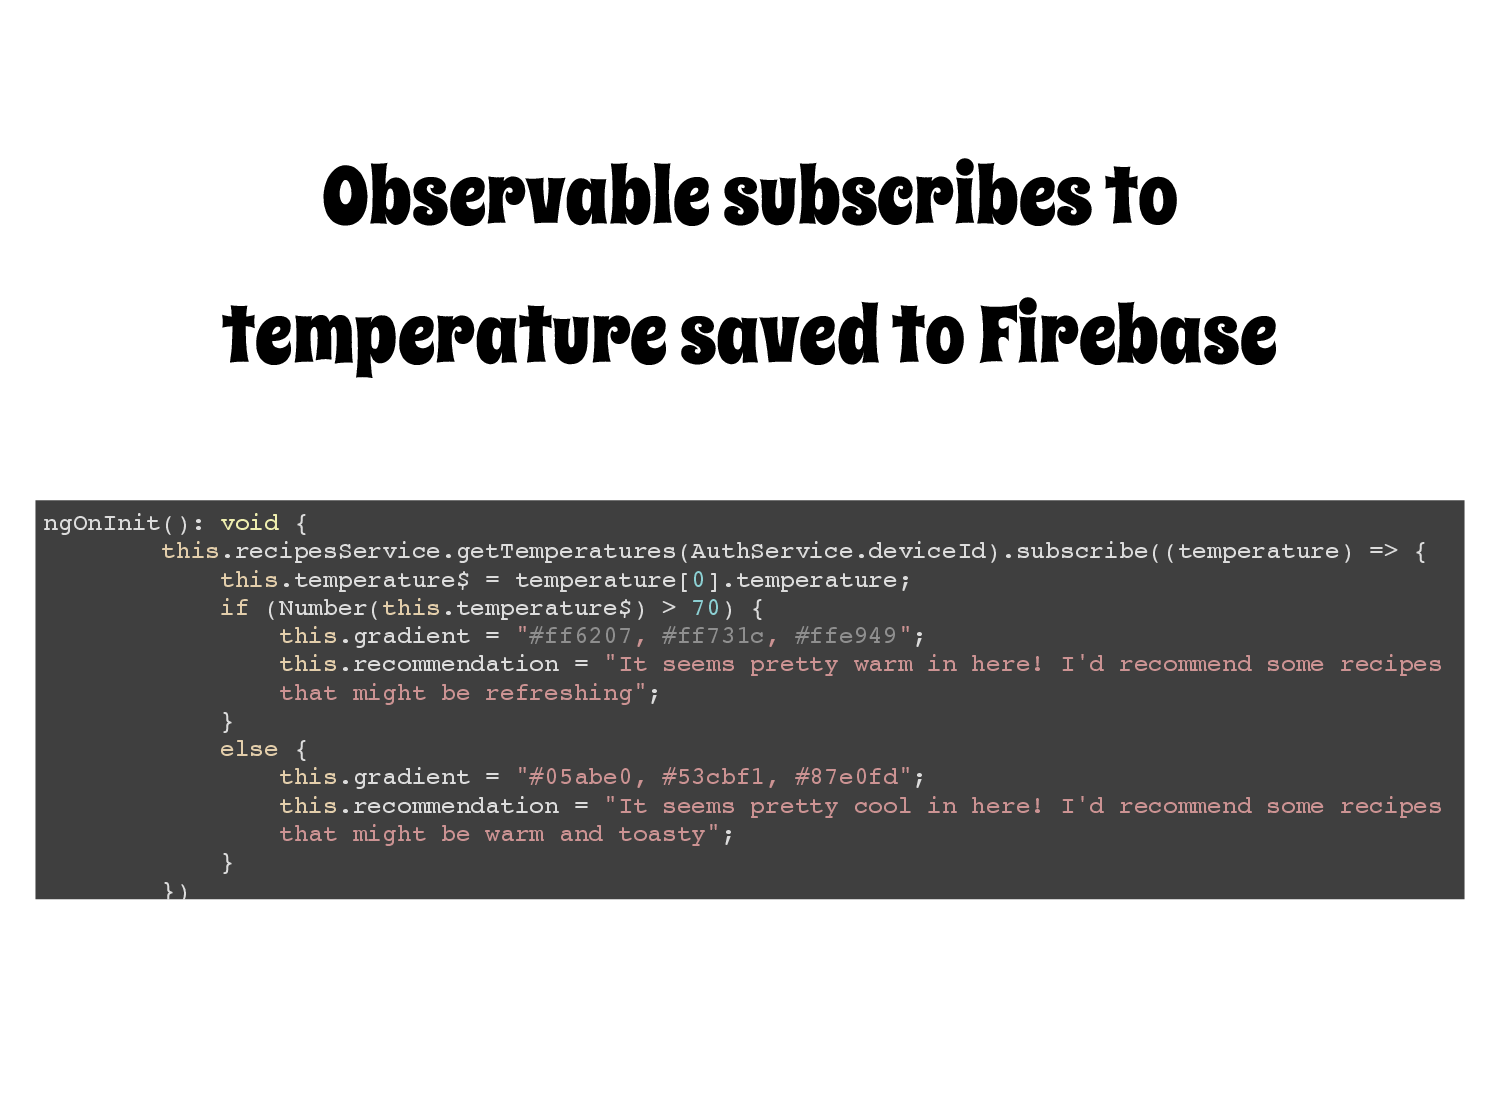 Observable subscribes to
temperature saved to Firebase
ngOnInit(): void {
        this.recipesService.getTemperatures(AuthService.deviceId).subscribe((temperature) => {
            this.temperature$ = temperature[0].temperature;
            if (Number(this.temperature$) > 70) {
                this.gradient = "#ff6207, #ff731c, #ffe949";
                this.recommendation = "It seems pretty warm in here! I'd recommend some recipes
                that might be refreshing";
            }
            else {
                this.gradient = "#05abe0, #53cbf1, #87e0fd";
                this.recommendation = "It seems pretty cool in here! I'd recommend some recipes
                that might be warm and toasty";
            }
        })